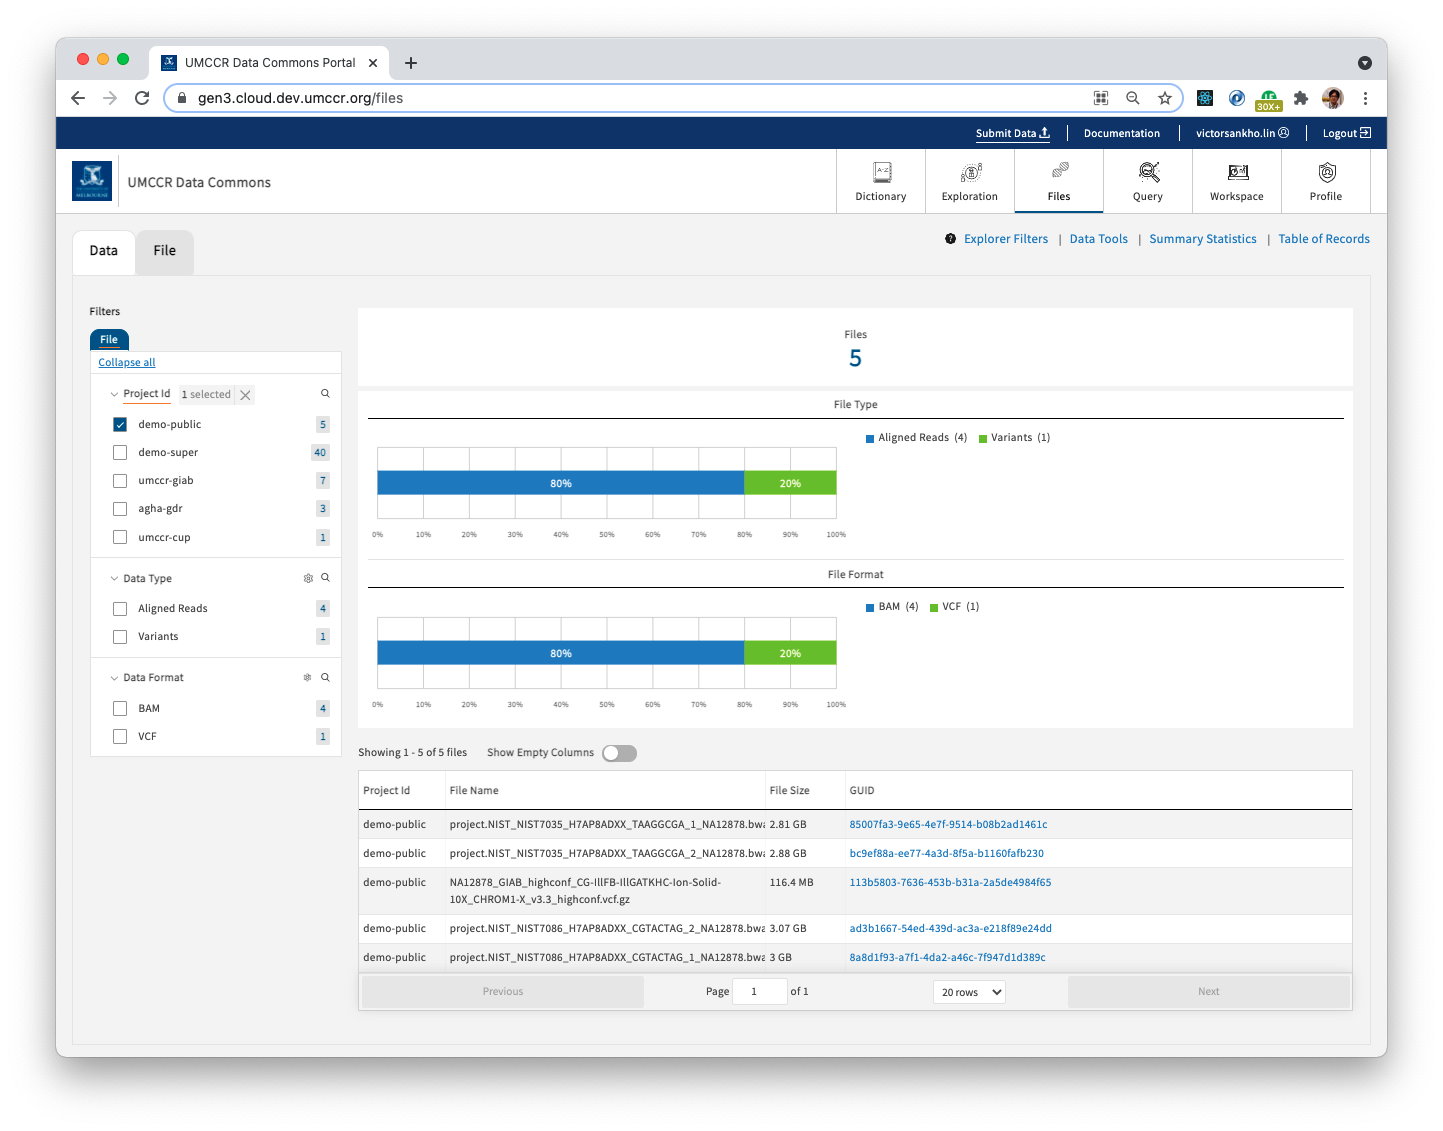 UMCCR Data Commons Portal
gen3.cloud.dev.umccr.org/files
30X+
Submit Data | Documentation | victorsankho.lin | Logout
MELBOURNE
UMCCR Data Commons
Dictionary Exploration Files Query Workspace Profile
Data File
Explorer Filters | Data Tools | Summary Statistics | Table of Records
Filters
File
Collapse all
Project Id 1 selected
demo-public 5
demo-super 40
umccr-giab 7
agha-gdr 3
umccr-cup 1
Data Type
Aligned Reads 4
Variants 1
Data Format
BAM 4
VCF 1
Files
5
File Type
Aligned Reads (4) Variants (1)
80% 20%
0% 10% 20% 30% 40% 50% 60% 70% 80% 90% 100%
File Format
BAM (4) VCF (1)
80% 20%
0% 10% 20% 30% 40% 50% 60% 70% 80% 90% 100%
Showing 1 - 5 of 5 files Show Empty Columns
Project Id File Name File Size GUID
demo-public project.NIST_NIST7035_H7AP8ADXX_TAAGGCGA_1_NA12878.bwa 2.81 GB 85007fa3-9e65-4e7f-9514-b08b2ad1461c
demo-public project.NIST_NIST7035_H7AP8ADXX_TAAGGCGA_2_NA12878.bwa 2.88 GB bc9ef88a-ee77-4a3d-8f5a-b1160fafb230
demo-public NA12878_GIAB_highconf_CG-IllFB-IllGATKHC-Ion-Solid- 116.4 MB 113b5803-7636-453b-b31a-2a5de4984f65
10X_CHROM1-X_v3.3_highconf.vcf.gz
demo-public project.NIST_NIST7086_H7AP8ADXX_CGTACTAG_2_NA12878.bwa 3.07 GB ad3b1667-54ed-439d-ac3a-e218f89e24dd
demo-public project.NIST_NIST7086_H7AP8ADXX_CGTACTAG_1_NA12878.bwa 3 GB 8a8d1f93-a7f1-4da2-a46c-7f947d1d389c
Previous Page 1 of 1 20 rows Next